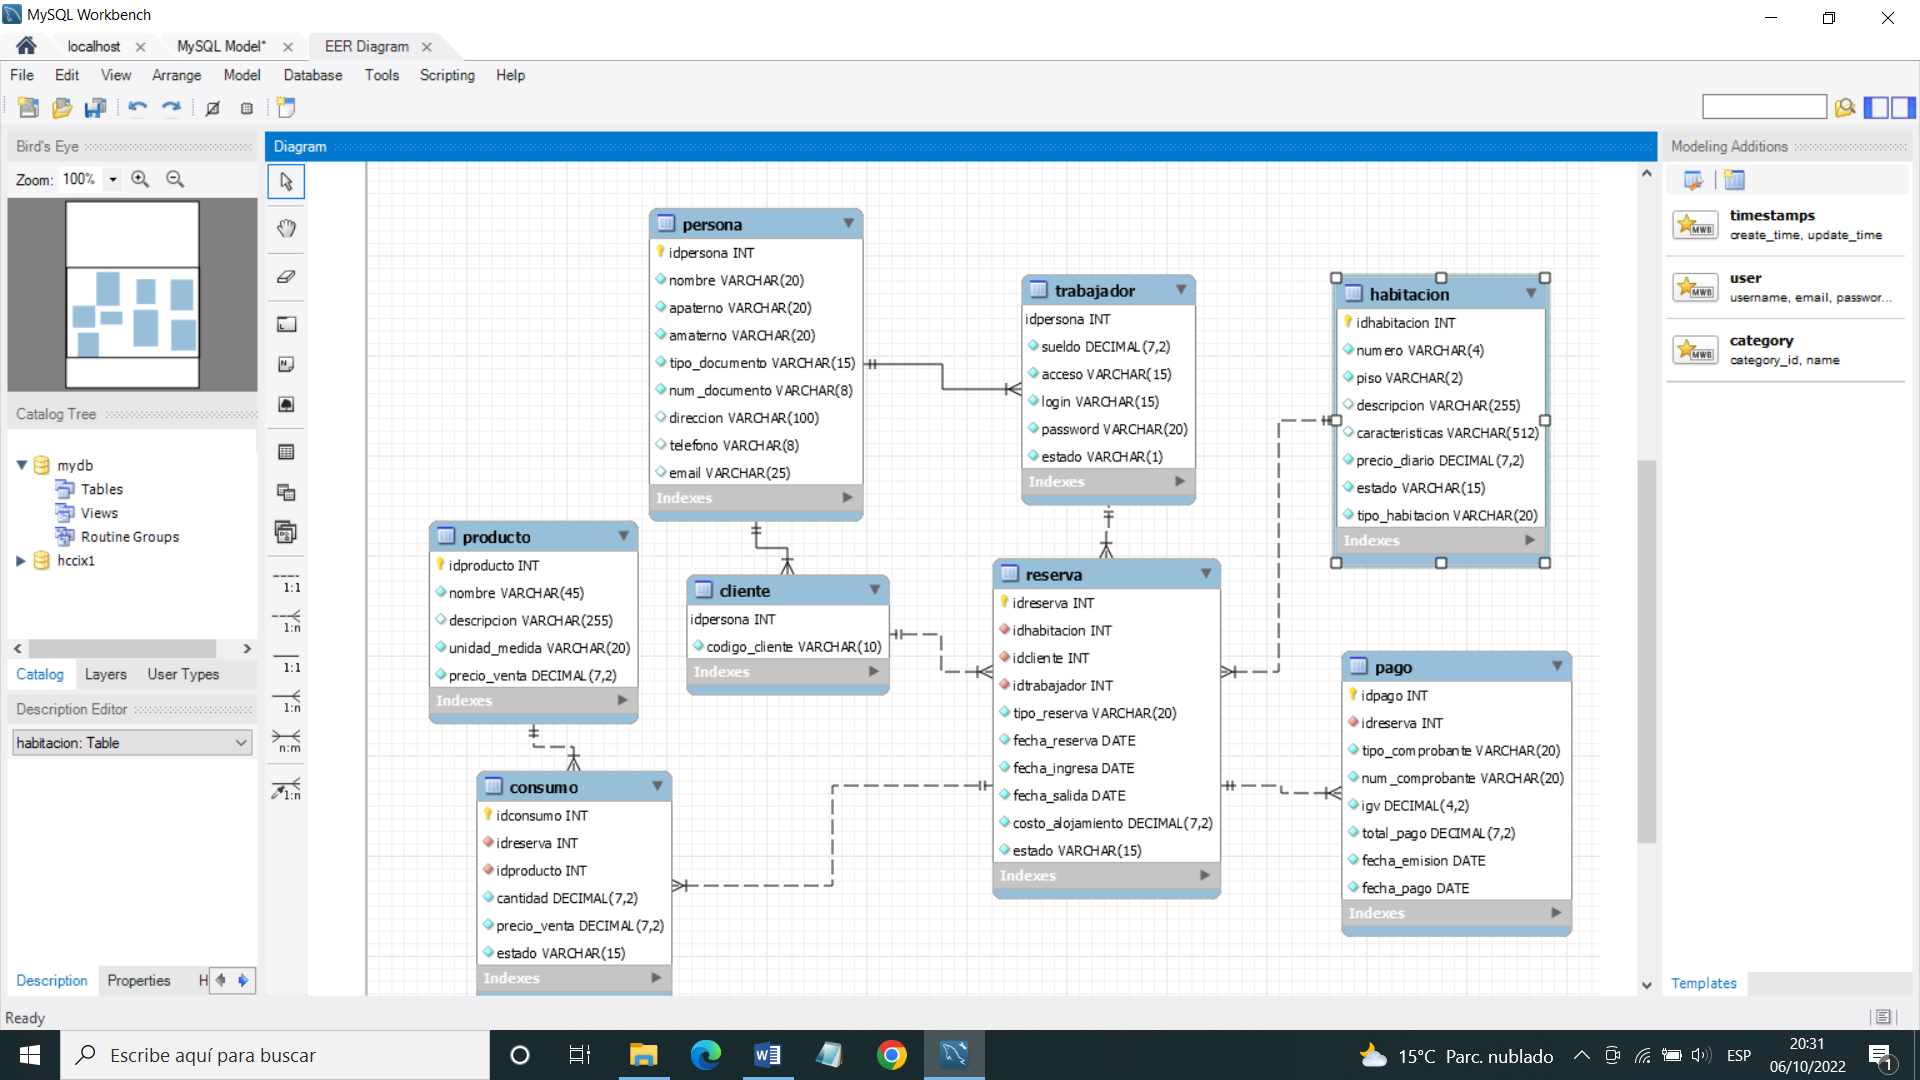 MySQL Workbench
localhost
MySQL Model*
EER Diagram
File Edit View Arrange Model Database Tools Scripting Help
Bird's Eye
Zoom: 100%
Catalog Tree
mydb
Tables
Views
Routine Groups
hccix1
Catalog Layers User Types
Description Editor
habitacion: Table
Description Properties H
Ready
Diagram
1:1
1:n
1:1
1:n
n:m
1:n
persona
idpersona INT
nombre VARCHAR(20)
apaterno VARCHAR(20)
amaterno VARCHAR(20)
tipo_documento VARCHAR(15)
num_documento VARCHAR(8)
direccion VARCHAR(100)
telefono VARCHAR(8)
email VARCHAR(25)
Indexes
trabajador
idpersona INT
sueldo DECIMAL(7,2)
acceso VARCHAR(15)
login VARCHAR(15)
password VARCHAR(20)
estado VARCHAR(1)
Indexes
habitacion
idhabitacion INT
numero VARCHAR(4)
piso VARCHAR(2)
descripcion VARCHAR(255)
caracteristicas VARCHAR(512)
precio_diario DECIMAL(7,2)
estado VARCHAR(15)
tipo_habitacion VARCHAR(20)
Indexes
producto
idproducto INT
nombre VARCHAR(45)
descripcion VARCHAR(255)
unidad_medida VARCHAR(20)
precio_venta DECIMAL(7,2)
Indexes
cliente
idpersona INT
codigo_cliente VARCHAR(10)
Indexes
reserva
idreserva INT
idhabitacion INT
idcliente INT
idtrabajador INT
tipo_reserva VARCHAR(20)
fecha_reserva DATE
fecha_ingresa DATE
fecha_salida DATE
costo_alojamiento DECIMAL(7,2)
estado VARCHAR(15)
Indexes
pago
idpago INT
idreserva INT
tipo_comprobante VARCHAR(20)
num_comprobante VARCHAR(20)
igv DECIMAL(4,2)
total_pago DECIMAL(7,2)
fecha_emision DATE
fecha_pago DATE
Indexes
consumo
idconsumo INT
idreserva INT
idproducto INT
cantidad DECIMAL(7,2)
precio_venta DECIMAL(7,2)
estado VARCHAR(15)
Indexes
Modeling Additions
MWB
timestamps
create_time, update_time
MWB
user
username, email, passwor...
MWB
category
category_id, name
Templates
Escribe aquí para buscar
15°C Parc. nublado
ESP
20:31
06/10/2022
1